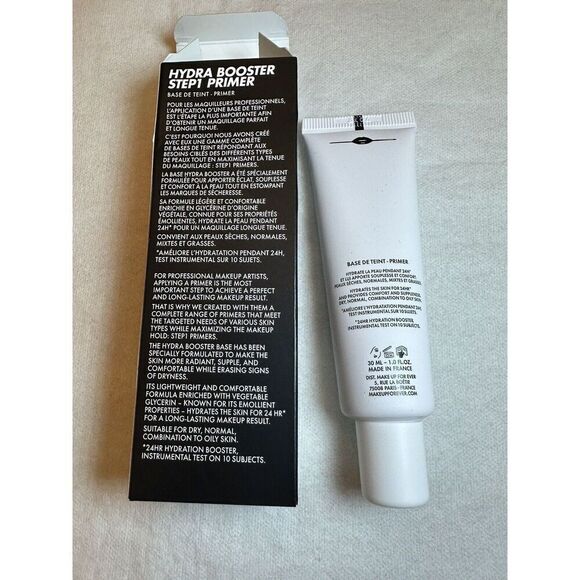 HYDRA BOOSTER
STEP1 PRIMER
BASE DE TEINT - PRIMER
POUR LES MAQUILLEURS PROFESSIONNELS,
L'APPLICATION D'UNE BASE DE TEINT
EST L'ÉTAPE LA PLUS IMPORTANTE AFIN
D'OBTENIR UN MAQUILLAGE PARFAIT
ET LONGUE TENUE.
C'EST POURQUOI NOUS AVONS CRÉÉ
AVEC EUX UNE GAMME COMPLÈTE
DE BASES DE TEINT RÉPONDANT AUX
BESOINS CIBLÉS DES DIFFÉRENTS TYPES
DE PEAUX TOUT EN MAXIMISANT LA TENUE
DU MAQUILLAGE : STEP1 PRIMERS.
LA BASE HYDRA BOOSTER A ÉTÉ SPÉCIALEMENT
FORMULÉE POUR APPORTER ÉCLAT, SOUPLESSE
ET CONFORT À LA PEAU TOUT EN ESTOMPANT
LES MARQUES DE SÉCHERESSE.
SA FORMULE LÉGÈRE ET CONFORTABLE
ENRICHIE EN GLYCÉRINE D'ORIGINE
VÉGÉTALE, CONNUE POUR SES PROPRIÉTÉS
ÉMOLLIENTES, HYDRATE LA PEAU PENDANT
24H* POUR UN MAQUILLAGE LONGUE TENUE.
CONVIENT AUX PEAUX SÈCHES, NORMALES,
MIXTES ET GRASSES.
*AMÉLIORE L'HYDRATATION PENDANT 24H,
TEST INSTRUMENTAL SUR 10 SUJETS.
FOR PROFESSIONAL MAKEUP ARTISTS,
APPLYING A PRIMER IS THE MOST
IMPORTANT STEP TO ACHIEVE A PERFECT
AND LONG-LASTING MAKEUP RESULT.
THAT IS WHY WE CREATED WITH THEM A
COMPLETE RANGE OF PRIMERS THAT MEET
THE TARGETED NEEDS OF VARIOUS SKIN
TYPES WHILE MAXIMIZING THE MAKEUP
HOLD: STEP1 PRIMERS.
THE HYDRA BOOSTER BASE HAS BEEN
SPECIALLY FORMULATED TO MAKE THE
SKIN MORE RADIANT, SUPPLE, AND
COMFORTABLE WHILE ERASING SIGNS
OF DRYNESS.
ITS LIGHTWEIGHT AND COMFORTABLE
FORMULA ENRICHED WITH VEGETABLE
GLYCERIN – KNOWN FOR ITS EMOLLIENT
PROPERTIES – HYDRATES THE SKIN FOR 24 HR*
FOR A LONG-LASTING MAKEUP RESULT.
SUITABLE FOR DRY, NORMAL,
COMBINATION TO OILY SKIN.
*24HR HYDRATION BOOSTER,
INSTRUMENTAL TEST ON 10 SUBJECTS.
BASE DE TEINT - PRIMER
HYDRATE LA PEAU PENDANT 24H*
ET LUI APPORTE SOUPLESSE ET CONFORT.
PEAUX SÈCHES, NORMALES, MIXTES ET GRASSES.
HYDRATES THE SKIN FOR 24HR*
AND PROVIDES COMFORT AND SUPPLENESS.
DRY, NORMAL, COMBINATION TO OILY SKIN.
*AMÉLIORE L'HYDRATATION PENDANT 24H,
TEST INSTRUMENTAL SUR 10 SUJETS.
*24HR HYDRATION BOOSTER,
INSTRUMENTAL TEST ON 10 SUBJECTS.
30 ML - 1.0 FL.OZ.
MADE IN FRANCE
DIST. MAKE UP FOR EVER
5, RUE LA BOÉTIE
75008 PARIS - FRANCE
MAKEUPFOREVER.COM